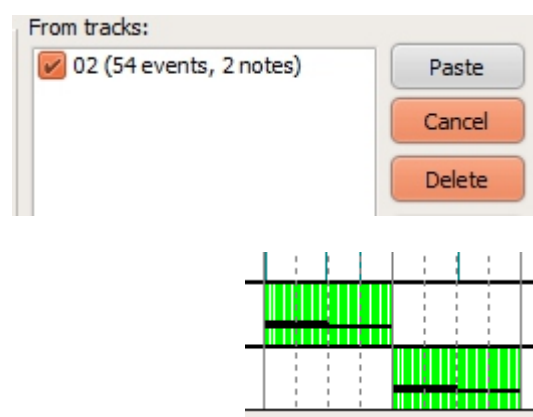 From tracks:
02 (54 events, 2 notes)
Paste
Cancel
Delete